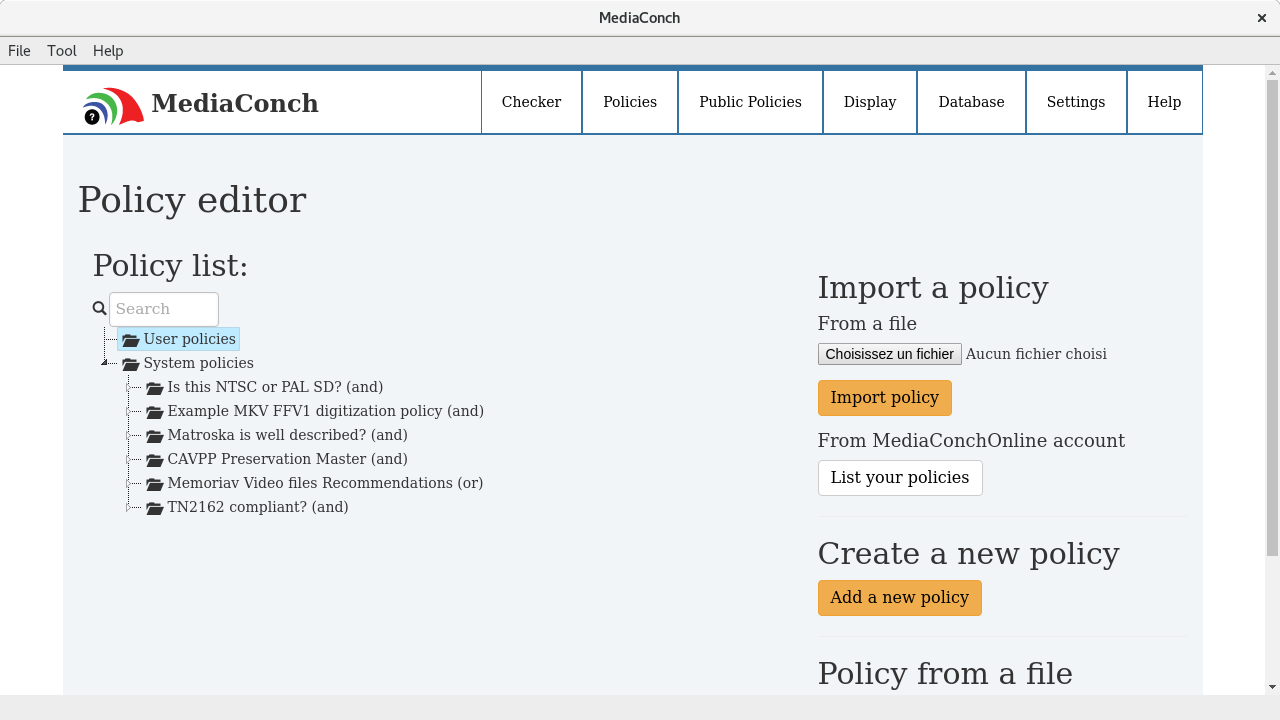 MediaConch
File Tool Help
MediaConch
Checker
Policies
Public Policies
Display
Database
Settings
Help
Policy editor
Policy list:
Search
User policies
System policies
Is this NTSC or PAL SD? (and)
Example MKV FFV1 digitization policy (and)
Matroska is well described? (and)
CAVPP Preservation Master (and)
Memoriav Video files Recommendations (or)
TN2162 compliant? (and)
Import a policy
From a file
Choisissez un fichier Aucun fichier choisi
Import policy
From MediaConchOnline account
List your policies
Create a new policy
Add a new policy
Policy from a file